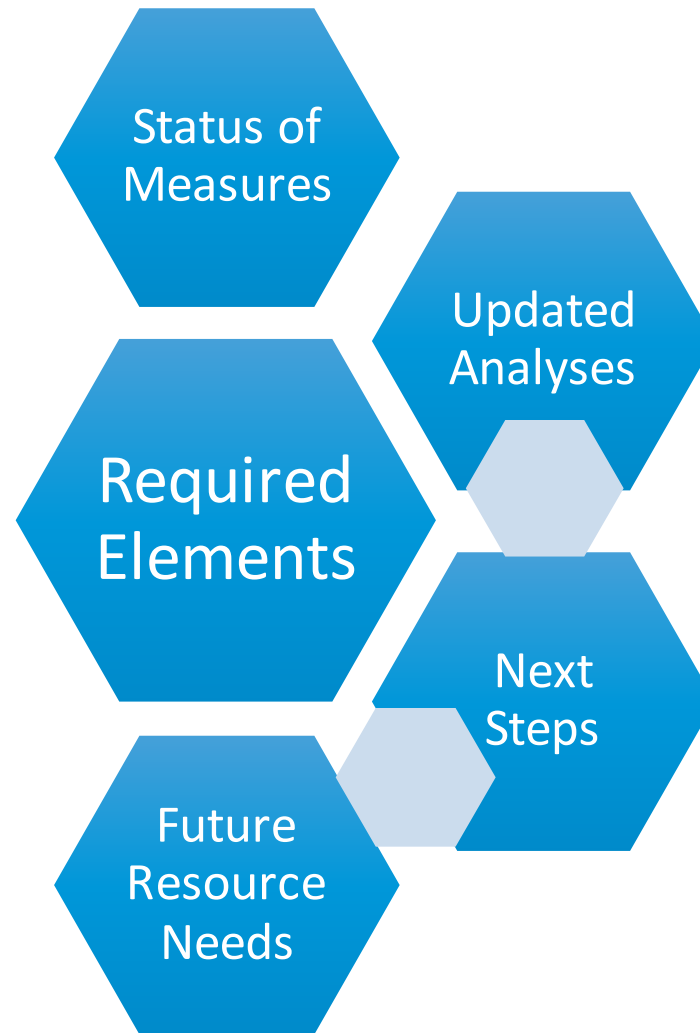 Status of
Measures
Updated
Analyses
Required
Elements
Next
Steps
Future
Resource
Needs